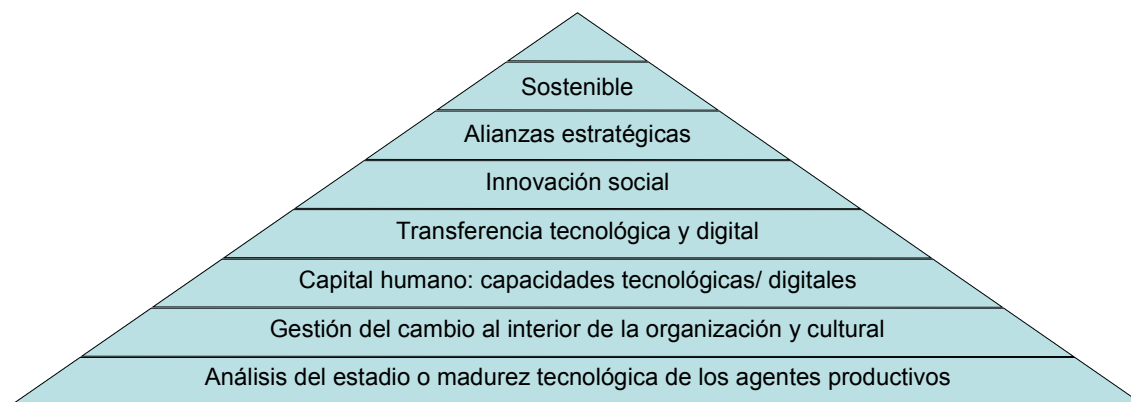 Sostenible
Alianzas estratégicas
Innovación social
Transferencia tecnológica y digital
Capital humano: capacidades tecnológicas/ digitales
Gestión del cambio al interior de la organización y cultural
Análisis del estadio o madurez tecnológica de los agentes productivos